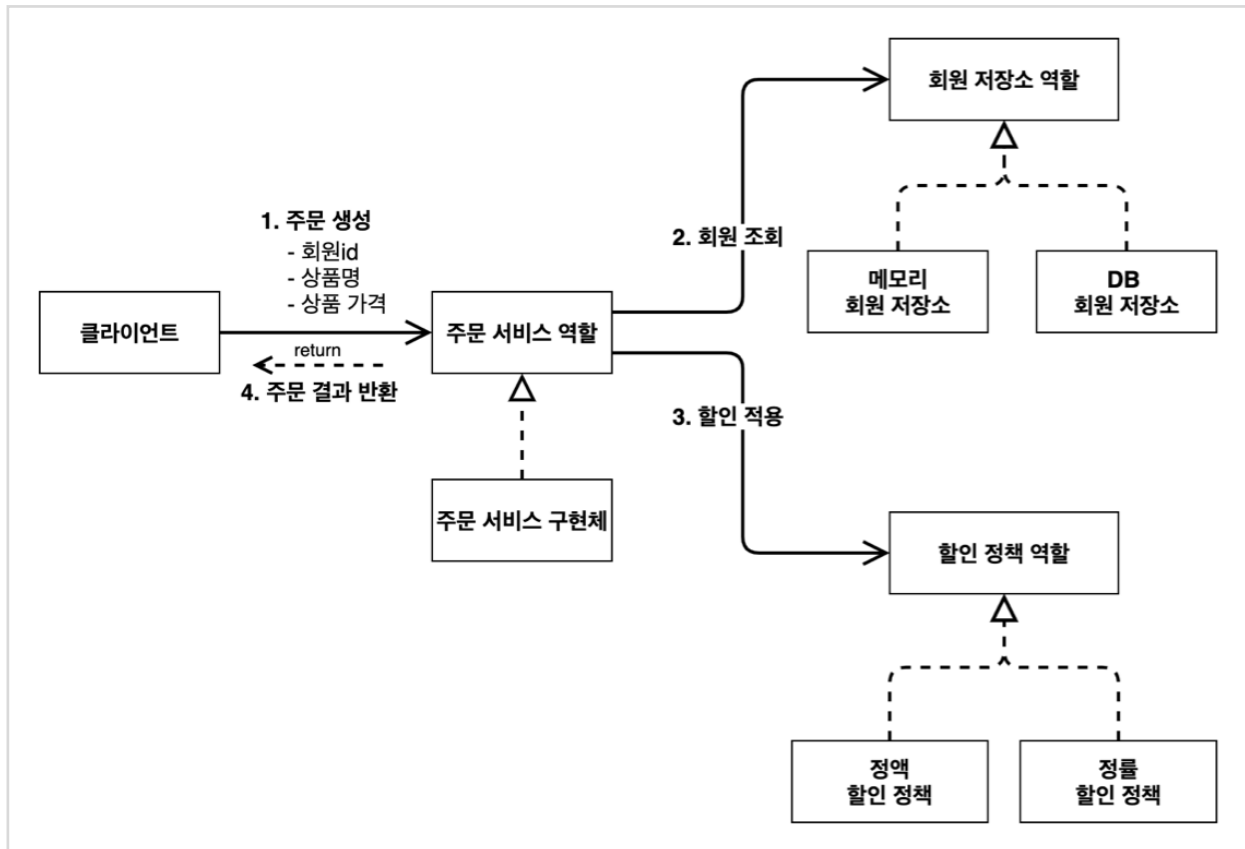 회원 저장소 역할
1. 주문 생성
- 회원id
- 상품명
- 상품 가격
2. 회원 조회
메모리
회원 저장소
DB
회원 저장소
클라이언트
주문 서비스 역할
return
4. 주문 결과 반환
3. 할인 적용
주문 서비스 구현체
할인 정책 역할
정액
할인 정책
정률
할인 정책